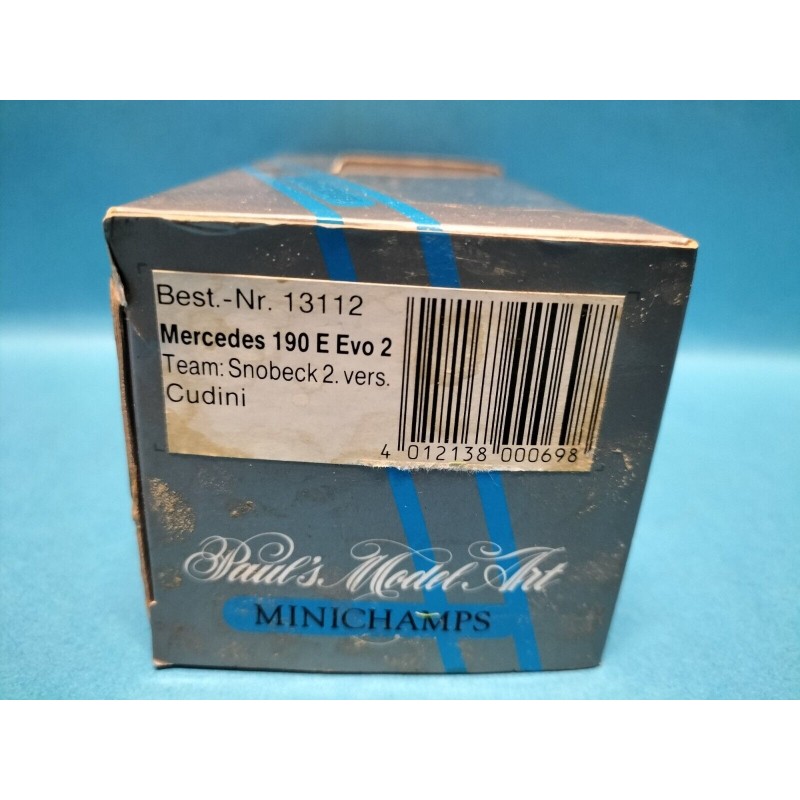 Best.-Nr. 13112
Mercedes 190 E Evo 2
Team: Snobeck 2. vers.
Cudini
4 012138 000698
Paul's Model Art
MINICHAMPS